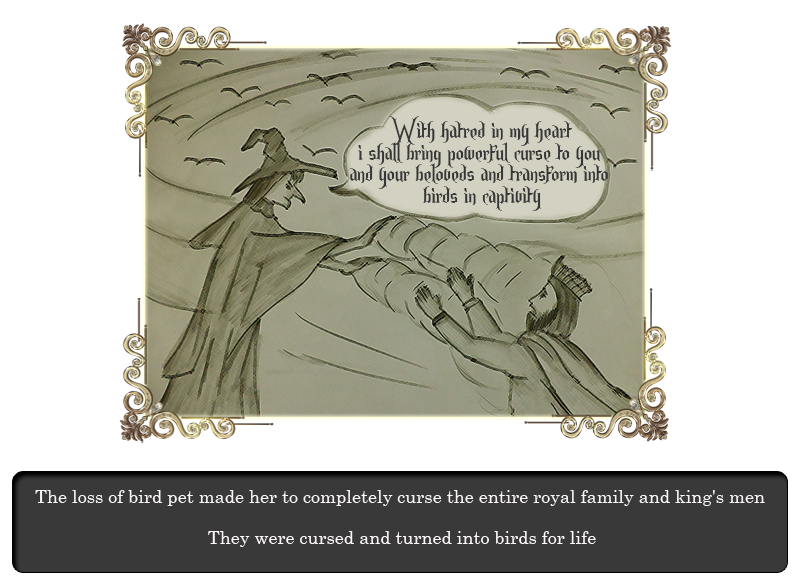 With hatred in my heart
i shall bring powerful curse to you
and your beloveds and transform into
birds in captivity
The loss of bird pet made her to completely curse the entire royal family and king's men
They were cursed and turned into birds for life